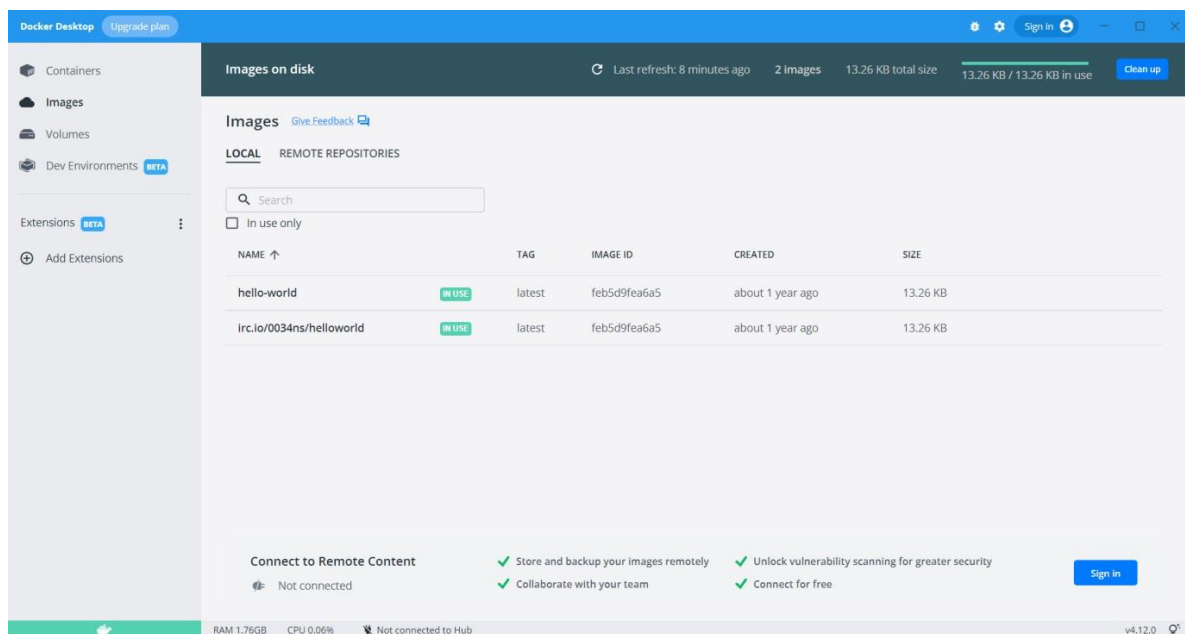 Docker Desktop Upgrade plan Sign in
Containers
Images
Volumes
Dev Environments BETA
Extensions BETA
Add Extensions
Images on disk Last refresh: 8 minutes ago 2 images 13.26 KB total size 13.26 KB / 13.26 KB in use Clean up
Images Give Feedback
LOCAL REMOTE REPOSITORIES
Search
In use only
NAME TAG IMAGE ID CREATED SIZE
hello-world IN USE latest feb5d9fea6a5 about 1 year ago 13.26 KB
irc.io/0034ns/helloworld IN USE latest feb5d9fea6a5 about 1 year ago 13.26 KB
Connect to Remote Content
Not connected
Store and backup your images remotely Unlock vulnerability scanning for greater security
Collaborate with your team Connect for free
Sign in
RAM 1.76GB CPU 0.06% Not connected to Hub v4.12.0